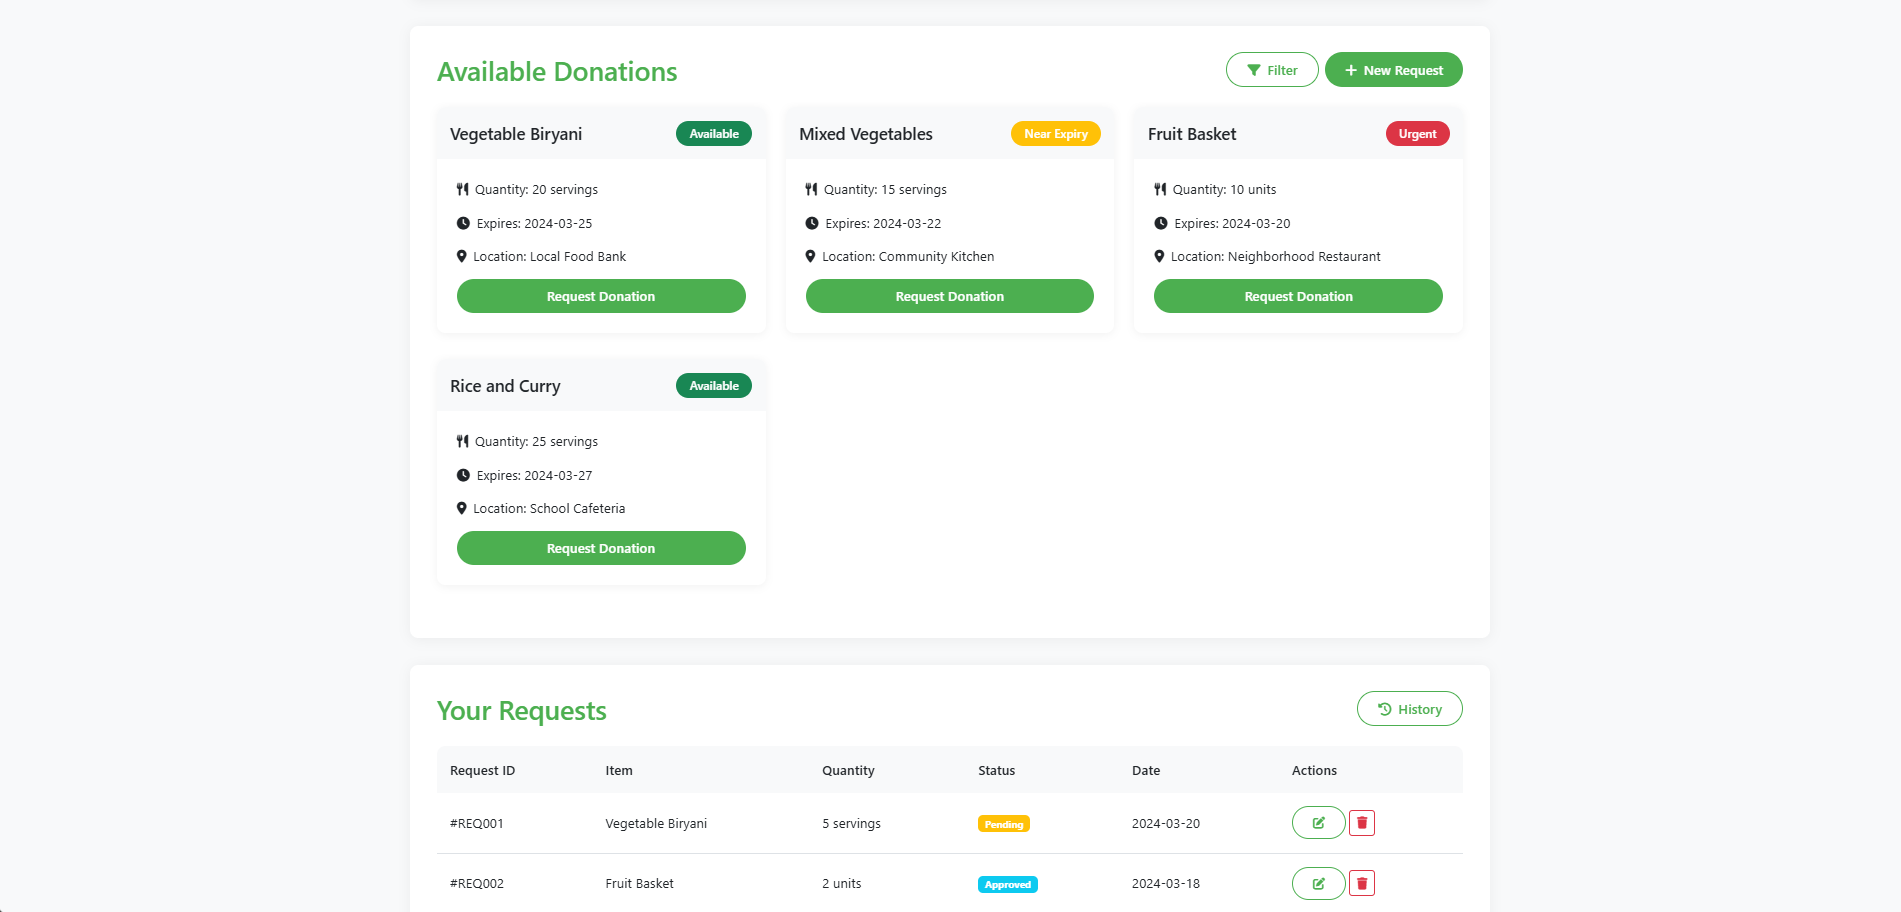 Available Donations
Filter
New Request
Vegetable Biryani
Available
Quantity: 20 servings
Expires: 2024-03-25
Location: Local Food Bank
Request Donation
Mixed Vegetables
Near Expiry
Quantity: 15 servings
Expires: 2024-03-22
Location: Community Kitchen
Request Donation
Fruit Basket
Urgent
Quantity: 10 units
Expires: 2024-03-20
Location: Neighborhood Restaurant
Request Donation
Rice and Curry
Available
Quantity: 25 servings
Expires: 2024-03-27
Location: School Cafeteria
Request Donation
Your Requests
History
Request ID Item Quantity Status Date Actions
#REQ001 Vegetable Biryani 5 servings Pending 2024-03-20
#REQ002 Fruit Basket 2 units Approved 2024-03-18